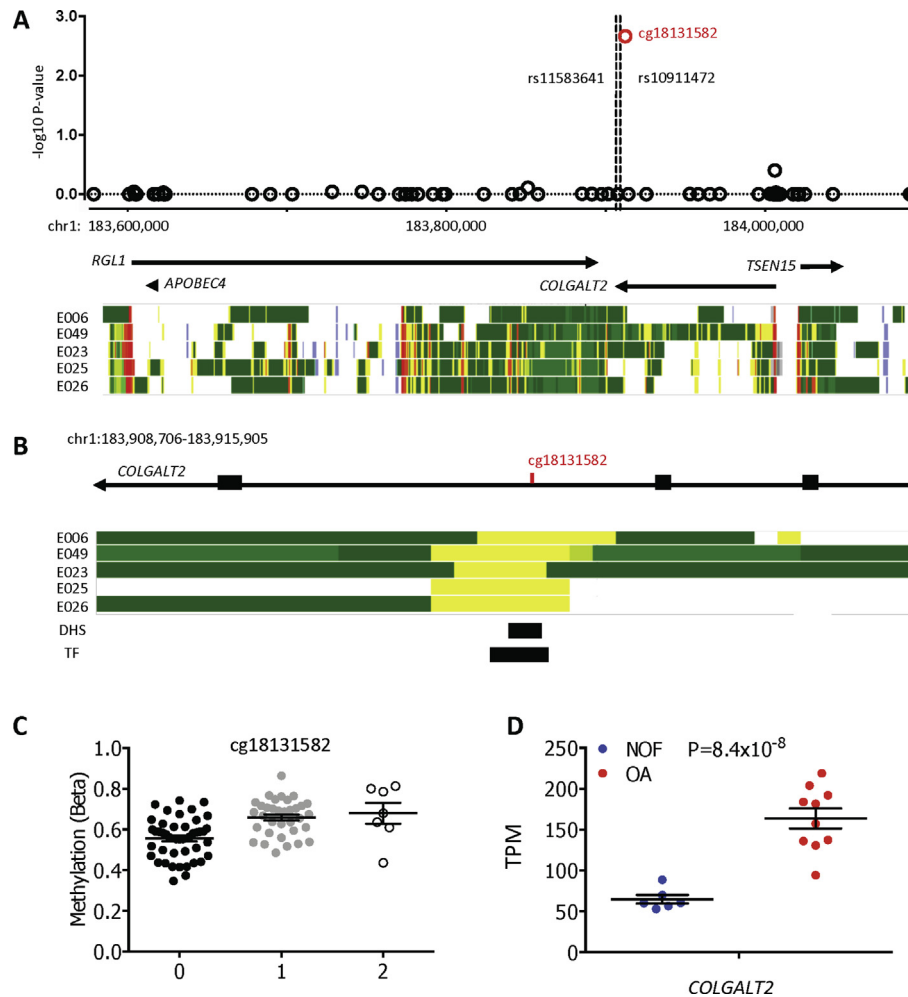 A
3.0
cg18131582
2.0
rs11583641
rs10911472
-log10 P-value
1.0
0.0
chr1: 183,600,000
183,800,000
184,000,000
RGL1
TSEN15
APOBEC4
COLGALT2
E006
E049
E023
E025
E026
chr1:183,908,706-183,915,905
B
cg18131582
COLGALT2
E006
E049
E023
E025
E026
DHS
TF
C
1.0
cg18131582
0.8
0.6
0.4
0.2
0.0
Methylation (Beta)
0
1
2
D
250
NOF
P=8.4x10-8
OA
200
150
100
50
0
TPM
COLGALT2